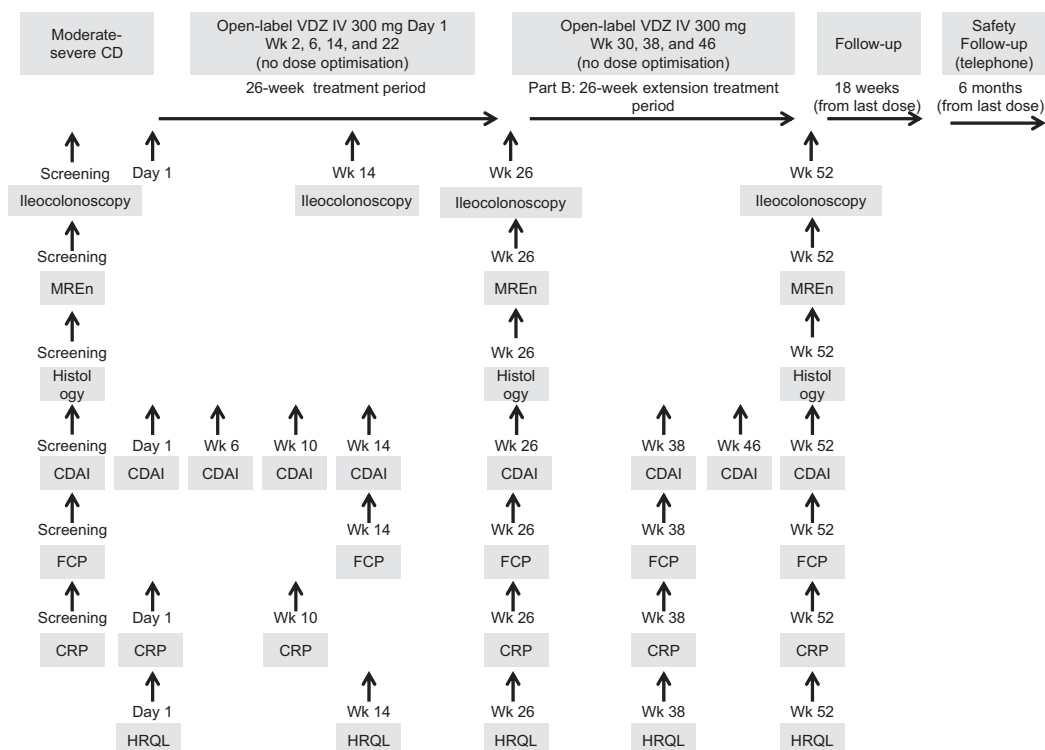 Moderate-
severe CD
Open-label VDZ IV 300 mg Day 1
Wk 2, 6, 14, and 22
(no dose optimisation)
Open-label VDZ IV 300 mg
Wk 30, 38, and 46
(no dose optimisation)
Follow-up
Safety
Follow-up
(telephone)
26-week treatment period
Part B: 26-week extension treatment
period
18 weeks
(from last dose)
6 months
(from last dose)
Screening
Day 1
Wk 14
Wk 26
Wk 52
Ileocolonoscopy
Ileocolonoscopy
Ileocolonoscopy
Ileocolonoscopy
Screening
Wk 26
Wk 52
MREn
MREn
MREn
Screening
Wk 26
Wk 52
Histol
ogy
Histol
ogy
Histol
ogy
Screening
Day 1
Wk 6
Wk 10
Wk 14
Wk 26
Wk 38
Wk 46
Wk 52
CDAI
CDAI
CDAI
CDAI
CDAI
CDAI
CDAI
CDAI
CDAI
Screening
Wk 14
Wk 26
Wk 38
Wk 52
FCP
FCP
FCP
FCP
FCP
Screening
Day 1
Wk 10
Wk 26
Wk 38
Wk 52
CRP
CRP
CRP
CRP
CRP
CRP
Day 1
Wk 14
Wk 26
Wk 38
Wk 52
HRQL
HRQL
HRQL
HRQL
HRQL